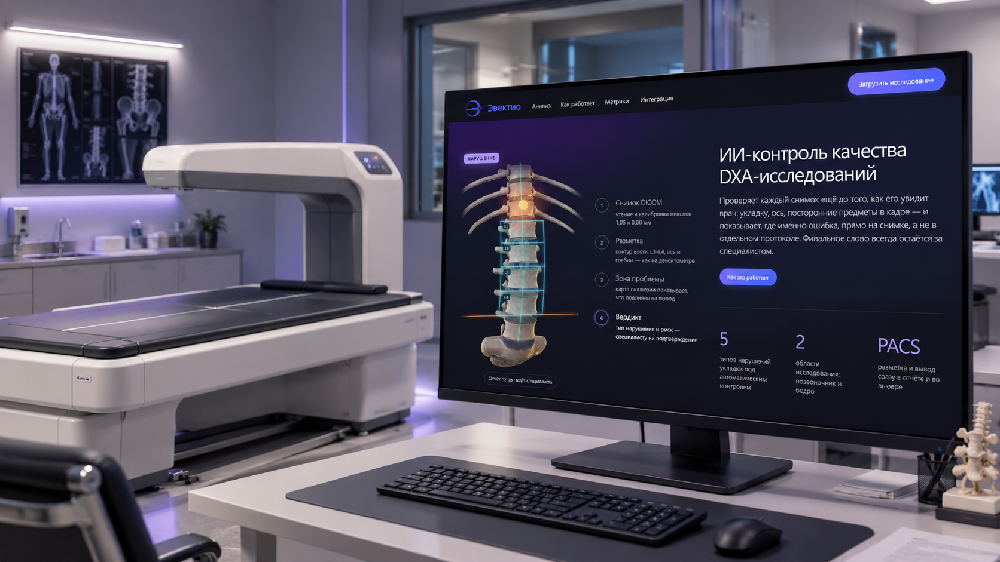 Эвектио
Анализ
Как работает
Метрики
Интеграция
Загрузить исследование
НАРУШЕНИЕ
L1
L1
L4
Отчёт готов · ждёт специалиста
1
Снимок DICOM
чтение и калибровка пикселя
1,05 × 0,60 мм
2
Разметка
контур кости, L1–L4, ось и
гребни — как на денситометре
3
Зона проблемы
карта окклюзии показывает,
что повлияло на вывод
4
Вердикт
тип нарушения и риск —
специалисту на подтверждение
ИИ-контроль качества
DXA-исследований
Проверяет каждый снимок ещё до того, как его увидит
врач: укладку, ось, посторонние предметы в кадре — и
показывает, где именно ошибка, прямо на снимке, а не в
отдельном протоколе. Финальное слово всегда остаётся за
специалистом.
Как это работает
5
типов нарушений
укладки под
автоматическим
контролем
2
области
исследования:
позвоночник и
бедро
PACS
разметка и вывод
сразу в отчёте и во
вьюере